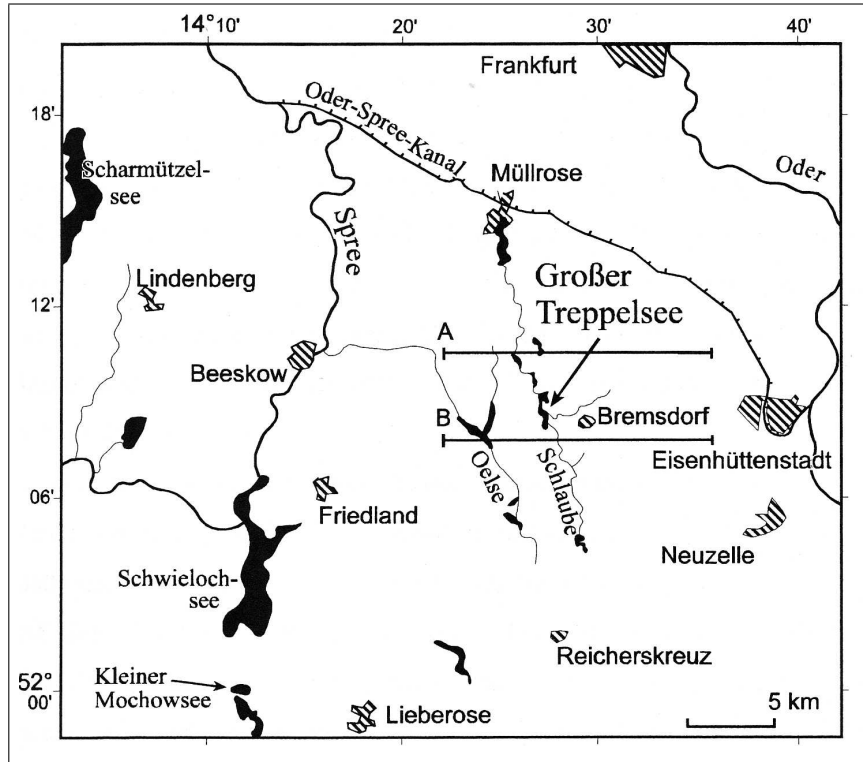 14° 10'
20'
30'
40'
Frankfurt
18'
Oder-Spree-Kanal
Scharmützel-
see
Müllrose
Oder
Spree
Großer
Treppelsee
Lindenberg
12'
A
Beeskow
B
Bremsdorf
Eisenhüttenstadt
Oelse
Schlaube
06'
Friedland
Neuzelle
Schwieloch-
see
Reicherskreuz
Kleiner
Mochowsee
52°
00'
Lieberose
5 km